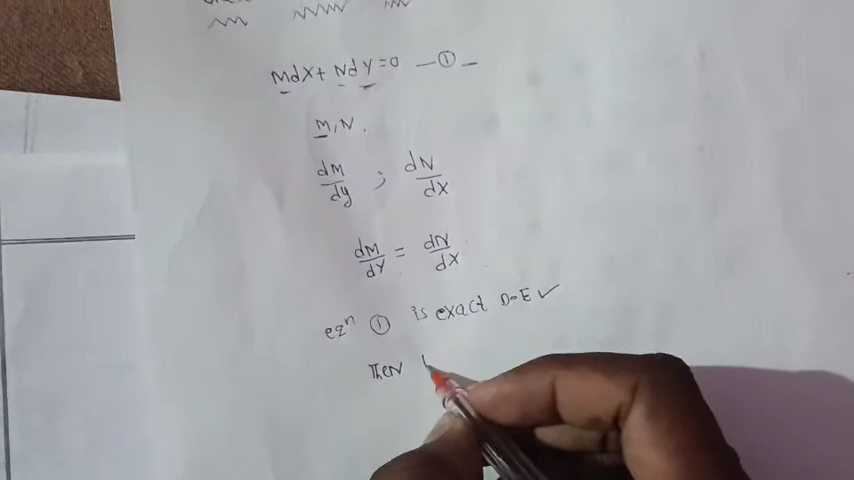 Mdx + NdY = 0 — ① —
M, N.
dM/dy ; dN/dX
dM/dY = dN/dX
eqⁿ ① is exact D.E ✓
Then